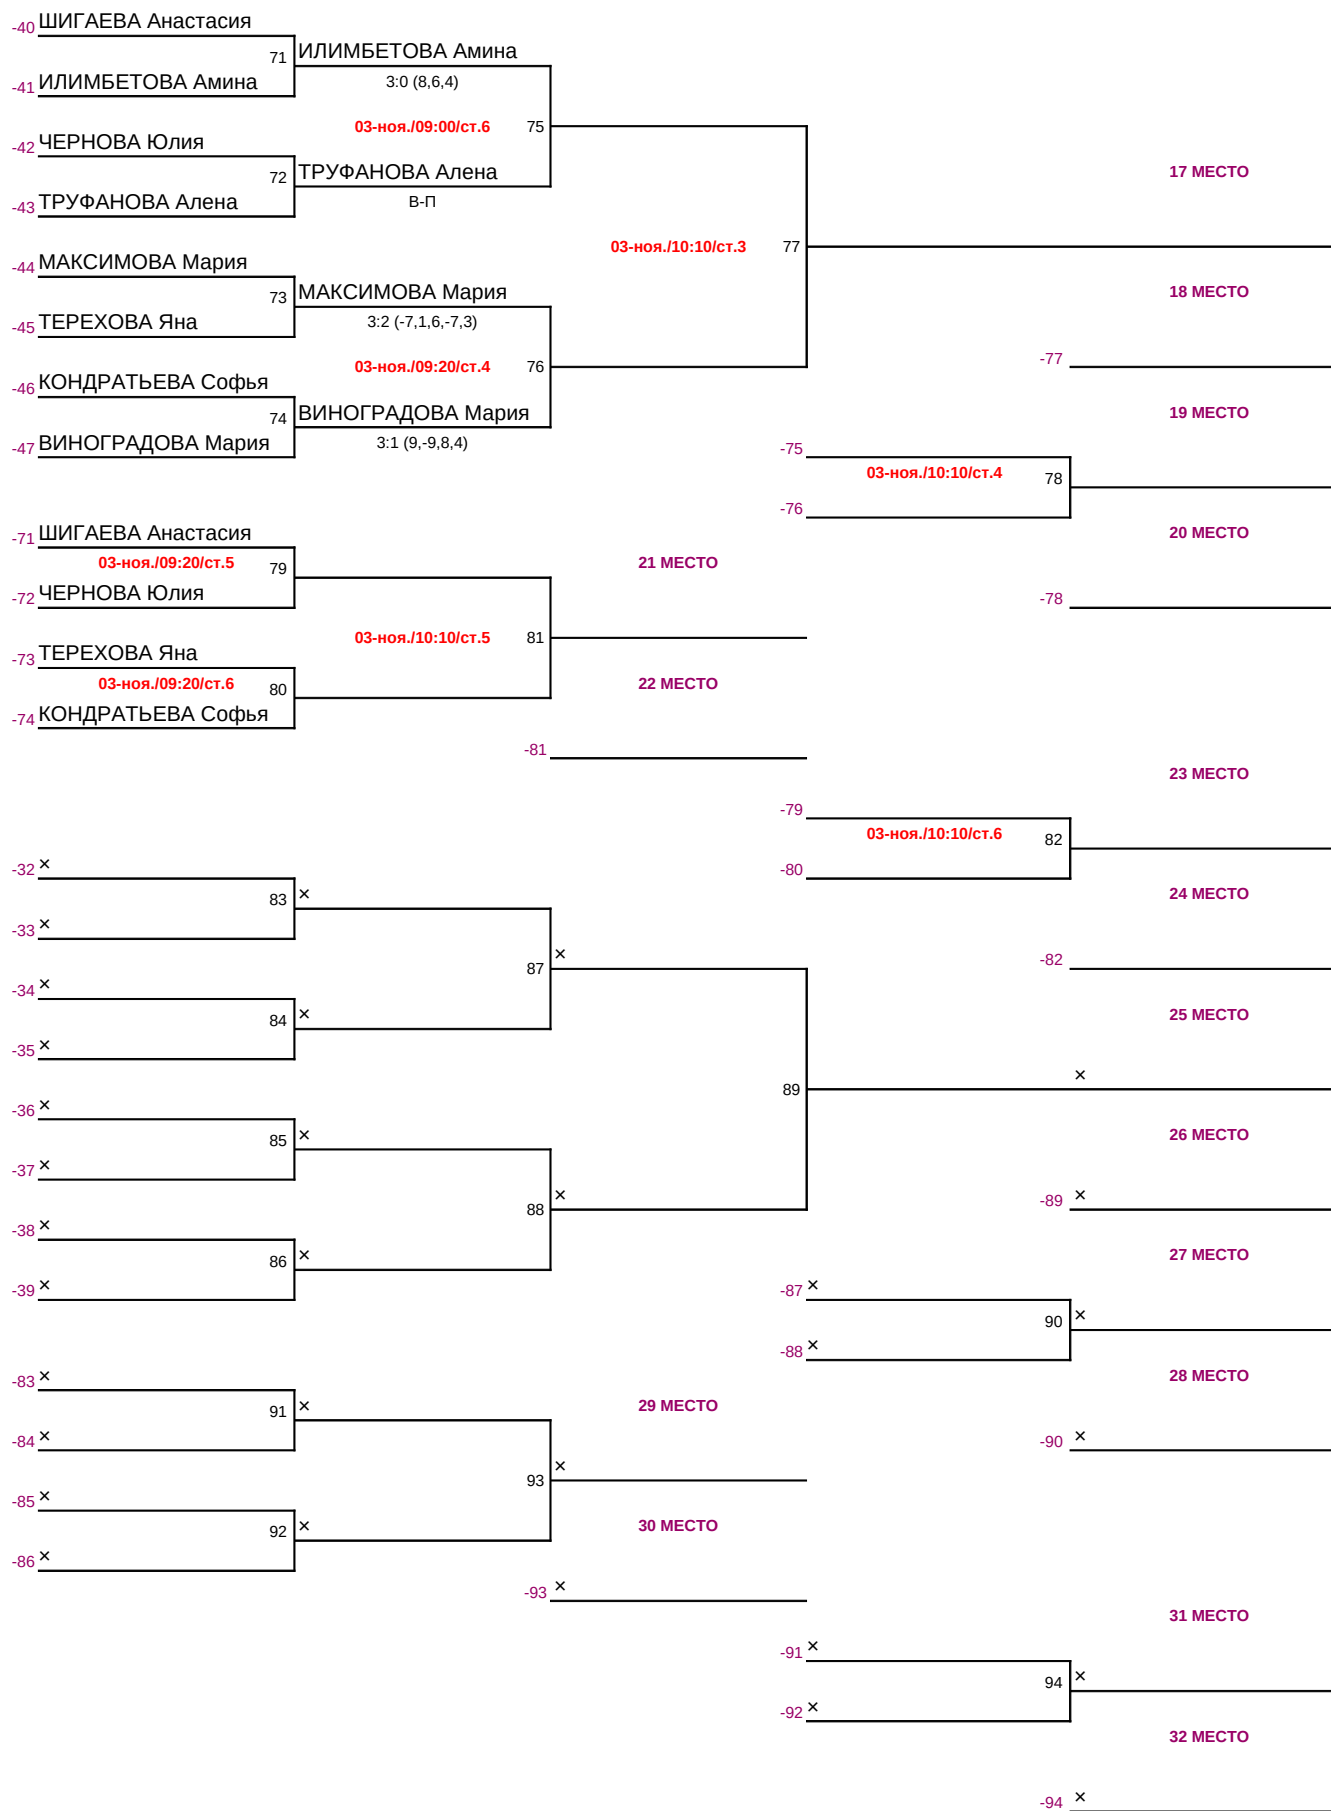 -40 ШИГАЕВА Анастасия
71 ИЛИМБЕТОВА Амина
-41 ИЛИМБЕТОВА Амина 3:0 (8,6,4)
03-ноя./09:00/ст.6 75
-42 ЧЕРНОВА Юлия
72 ТРУФАНОВА Алена 17 МЕСТО
-43 ТРУФАНОВА Алена В-П
03-ноя./10:10/ст.3 77
-44 МАКСИМОВА Мария
73 МАКСИМОВА Мария 18 МЕСТО
-45 ТЕРЕХОВА Яна 3:2 (-7,1,6,-7,3)
03-ноя./09:20/ст.4 76 -77
-46 КОНДРАТЬЕВА Софья
74 ВИНОГРАДОВА Мария 19 МЕСТО
-47 ВИНОГРАДОВА Мария 3:1 (9,-9,8,4) -75
03-ноя./10:10/ст.4 78
-76
-71 ШИГАЕВА Анастасия 20 МЕСТО
03-ноя./09:20/ст.5 79 21 МЕСТО
-72 ЧЕРНОВА Юлия -78
03-ноя./10:10/ст.5 81
-73 ТЕРЕХОВА Яна
03-ноя./09:20/ст.6 80 22 МЕСТО
-74 КОНДРАТЬЕВА Софья
-81
23 МЕСТО
-79
03-ноя./10:10/ст.6 82
-32 × -80
83 × 24 МЕСТО
-33 ×
87 × -82
-34 ×
84 × 25 МЕСТО
-35 ×
89 ×
-36 ×
85 × 26 МЕСТО
-37 ×
88 × -89 ×
-38 ×
86 × 27 МЕСТО
-39 × -87 ×
90 ×
-88 ×
-83 × 28 МЕСТО
91 × 29 МЕСТО
-84 × -90 ×
93 ×
-85 ×
92 × 30 МЕСТО
-86 ×
-93 ×
31 МЕСТО
-91 ×
94 ×
-92 ×
32 МЕСТО
-94 ×